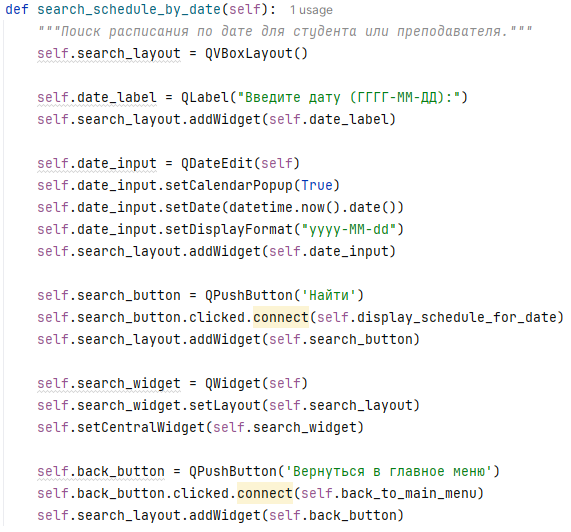 def search_schedule_by_date(self): 1 usage
    """Поиск расписания по дате для студента или преподавателя."""
    self.search_layout = QVBoxLayout()

    self.date_label = QLabel("Введите дату (ГГГГ-ММ-ДД):")
    self.search_layout.addWidget(self.date_label)

    self.date_input = QDateEdit(self)
    self.date_input.setCalendarPopup(True)
    self.date_input.setDate(datetime.now().date())
    self.date_input.setDisplayFormat("yyyy-MM-dd")
    self.search_layout.addWidget(self.date_input)

    self.search_button = QPushButton('Найти')
    self.search_button.clicked.connect(self.display_schedule_for_date)
    self.search_layout.addWidget(self.search_button)

    self.search_widget = QWidget(self)
    self.search_widget.setLayout(self.search_layout)
    self.setCentralWidget(self.search_widget)

    self.back_button = QPushButton('Вернуться в главное меню')
    self.back_button.clicked.connect(self.back_to_main_menu)
    self.search_layout.addWidget(self.back_button)